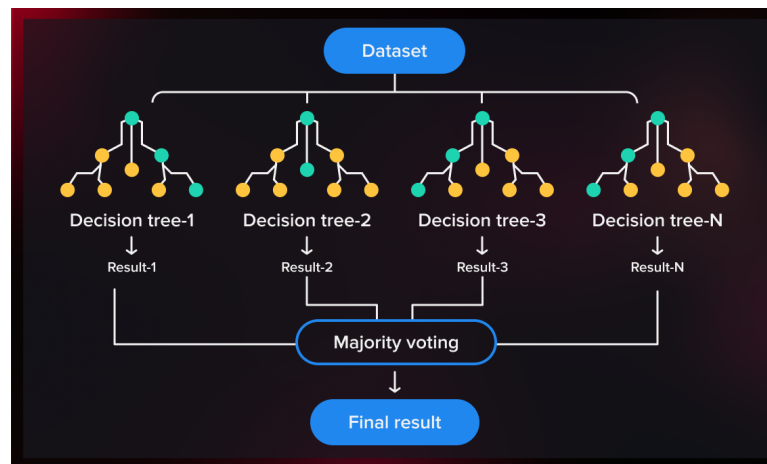 Dataset
Decision tree-1
Decision tree-2
Decision tree-3
Decision tree-N
Result-1
Result-2
Result-3
Result-N
Majority voting
Final result